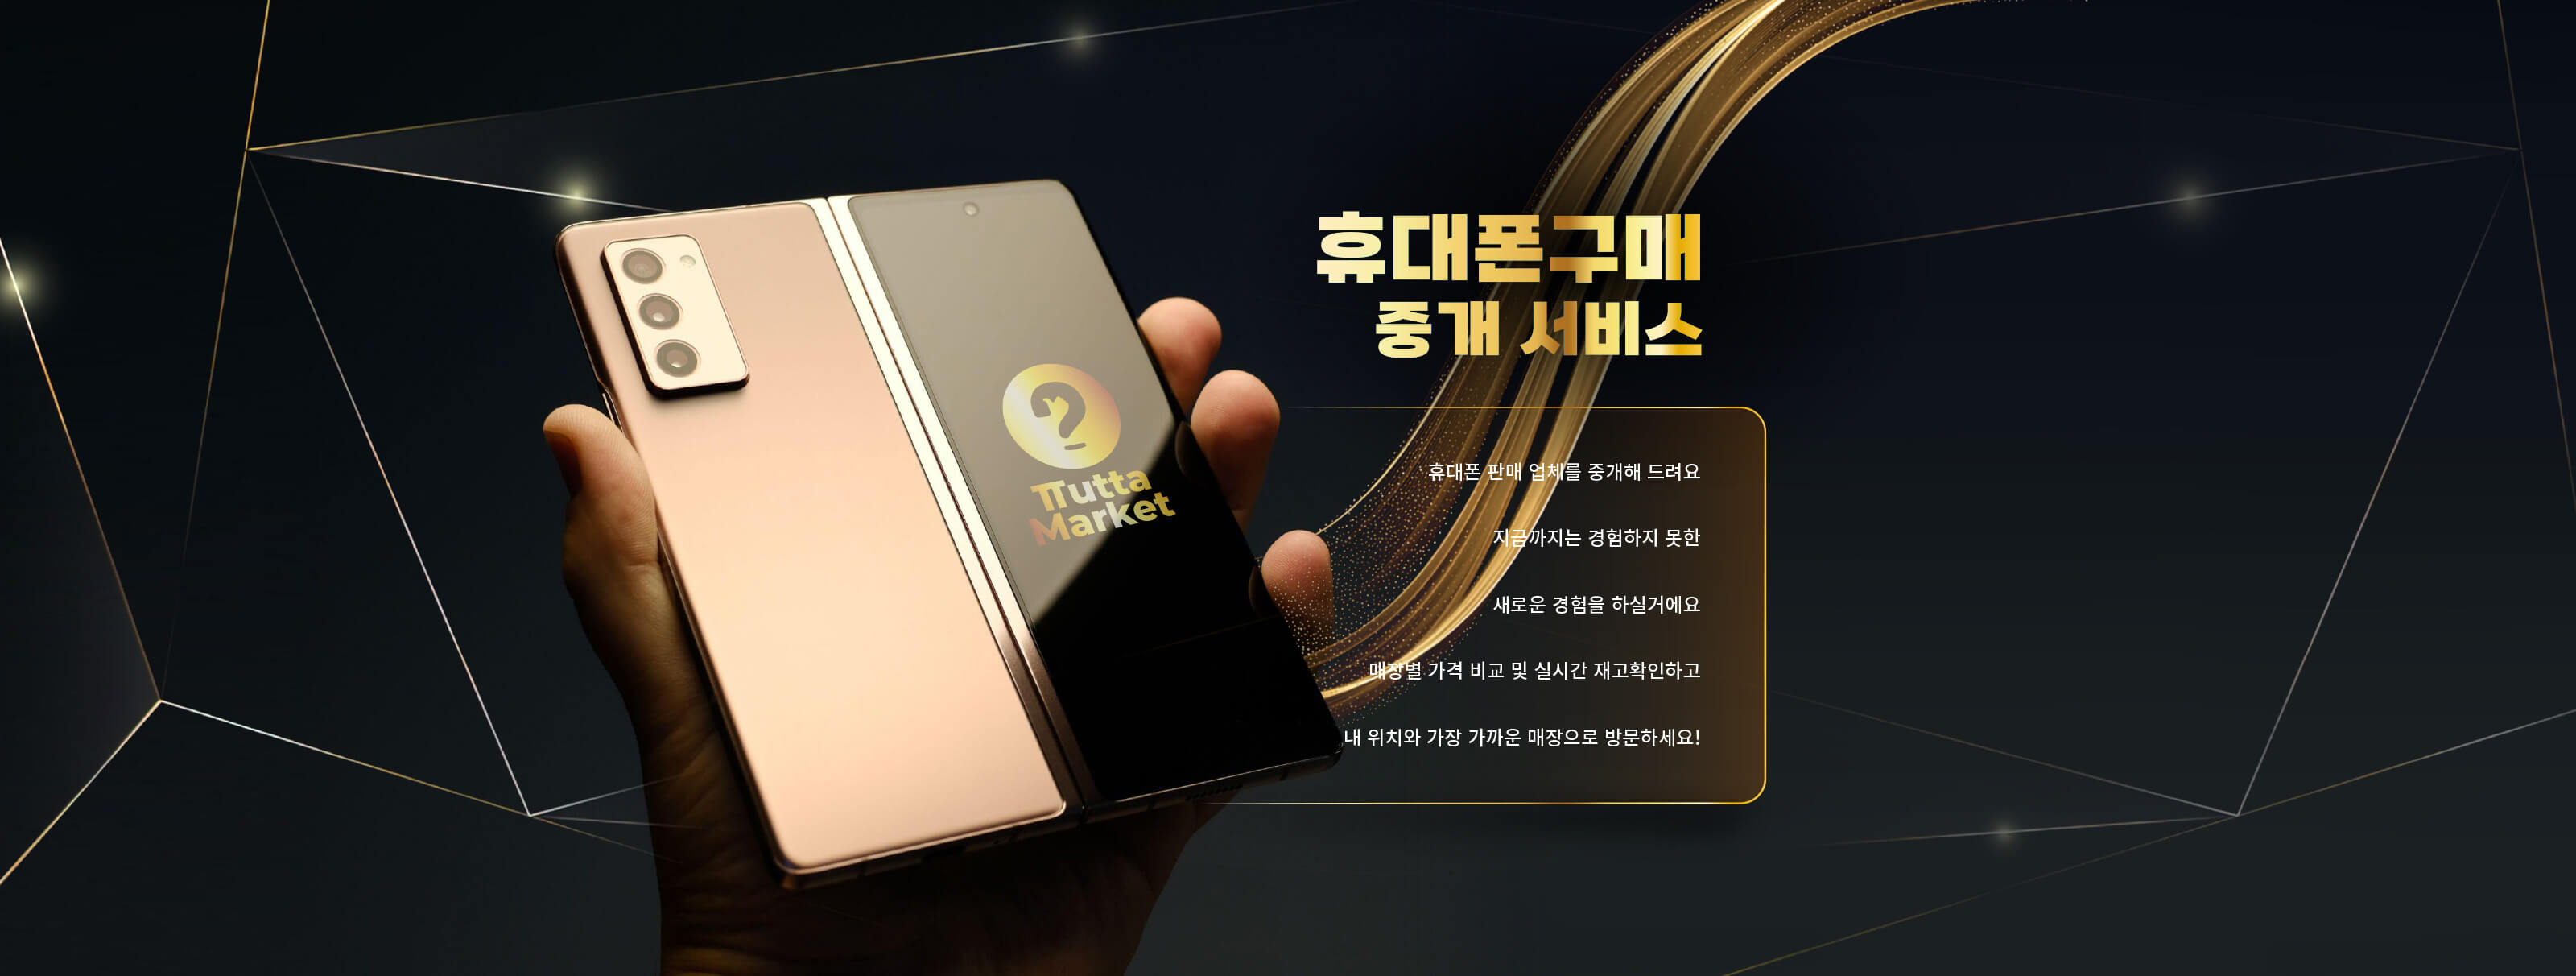 휴대폰구매
중개 서비스
TTutta
Market
휴대폰 판매 업체를 중개해 드려요
지금까지는 경험하지 못한
새로운 경험을 하실거에요
매장별 가격 비교 및 실시간 재고확인하고
내 위치와 가장 가까운 매장으로 방문하세요!